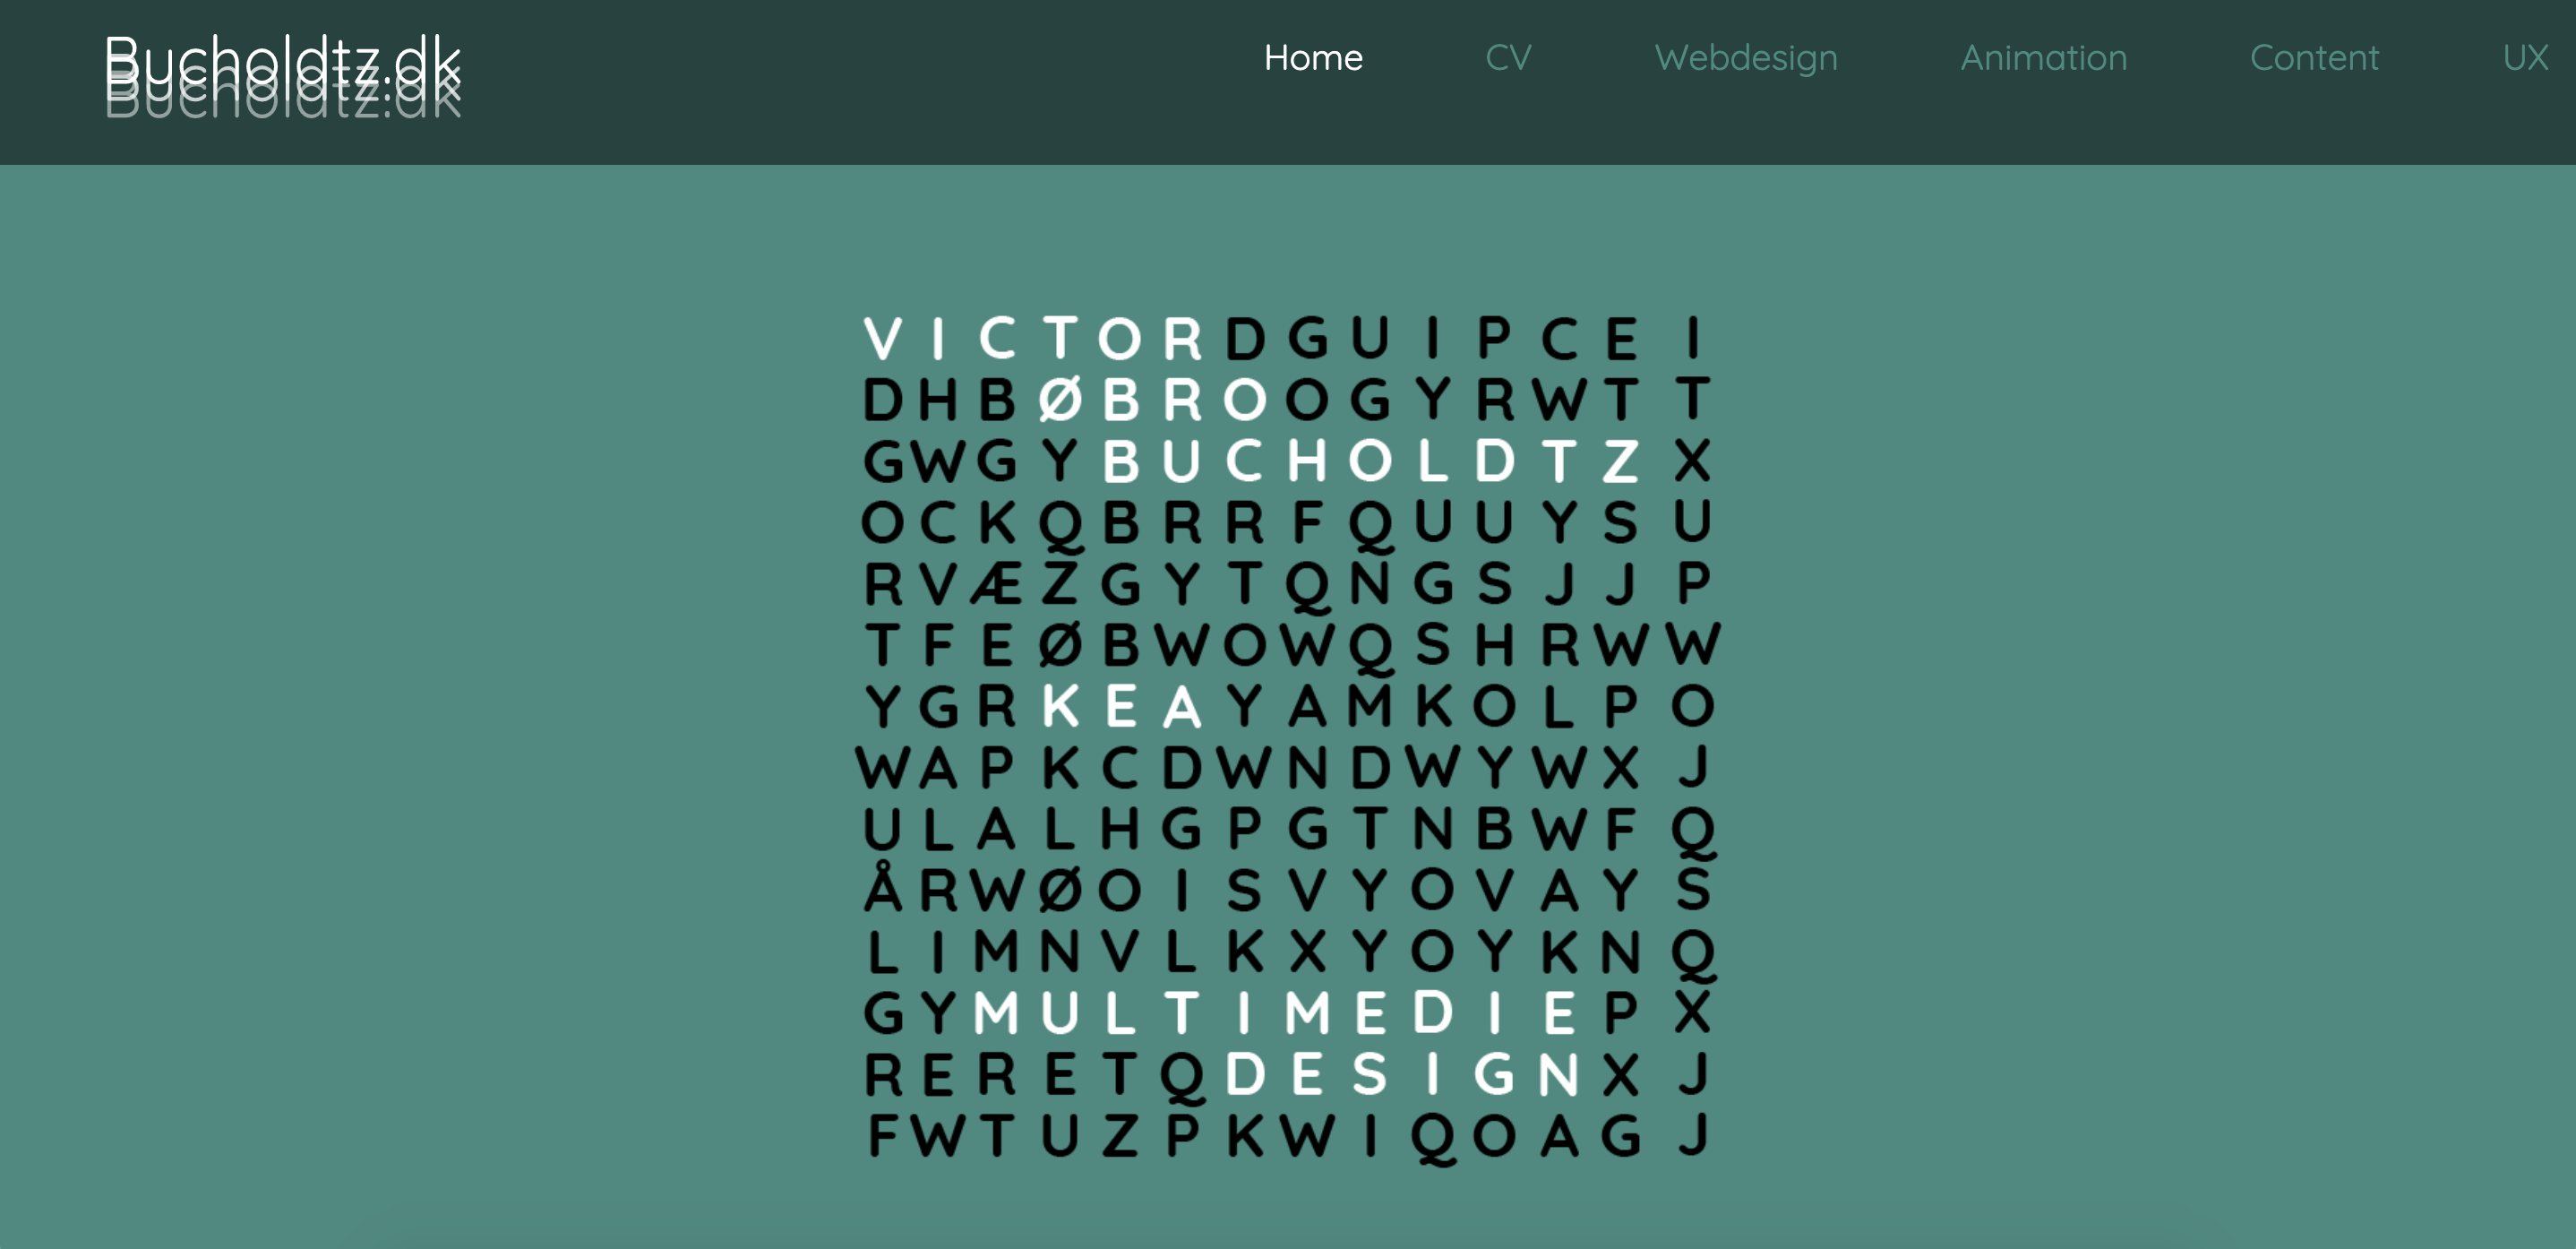 Bucholdtz.dk
Home CV Webdesign Animation Content UX
V I C T O R D G U I P C E I
D H B Ø B R O O G Y R W T T
G W G Y B U C H O L D T Z X
O C K Q B R R F Q U U Y S U
R V Æ Z G Y T Q N G S J J P
T F E Ø B W O W Q S H R W W
Y G R K E A Y A M K O L P O
W A P K C D W N D W Y W X J
U L A L H G P G T N B W F Q
Å R W Ø O I S V Y O V A Y S
L I M N V L K X Y O Y K N Q
G Y M U L T I M E D I E P X
R E R E T Q D E S I G N X J
F W T U Z P K W I Q O A G J